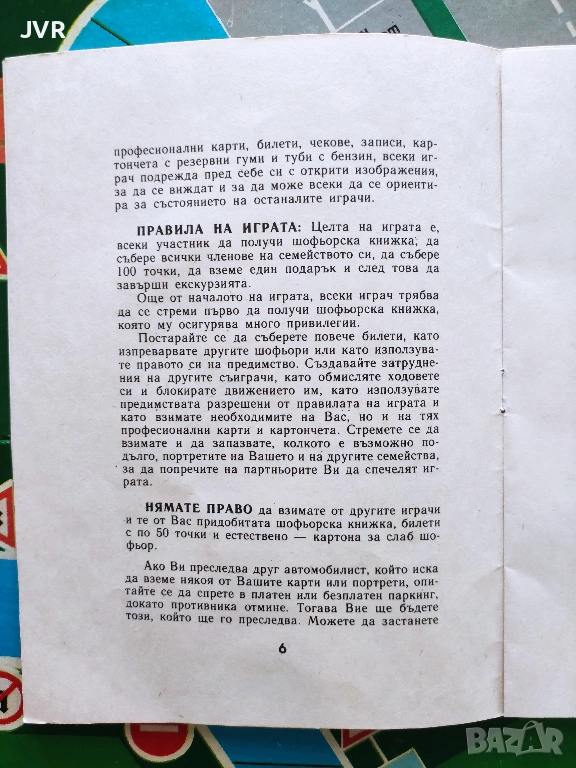 JVR
професионални карти, билети, чекове, записи, кар-
тончета с резервни гуми и туби с бензин, всеки иг-
рач подрежда пред себе си с открити изображения,
за да се виждат и за да може всеки да се ориенти-
ра за състоянието на останалите играчи.
ПРАВИЛА НА ИГРАТА: Целта на играта е,
всеки участник да получи шофьорска книжка, да
събере всички членове на семейството си, да събере
100 точки, да вземе един подарък и след това да
завърши екскурзията.
Още от началото на играта, всеки играч трябва
да се стреми първо да получи шофьорска книжка,
която му осигурява много привилегии.
Постарайте се да съберете повече билети, като
изпреварвате другите шофьори или като използува-
те правото си на предимство. Създавайте затрудне-
ния на другите съиграчи, като обмисляте ходовете
си и блокирате движението им, като използувате
предимствата разрешени от правилата на играта и
като взимате необходимите на Вас, но и на тях
професионални карти и картончета. Стремете се да
взимате и да запазвате, колкото е възможно по-
дълго, портретите на Вашето и на другите семейства,
за да попречите на партньорите Ви да спечелят иг-
рата.
НЯМАТЕ ПРАВО да взимате от другите играчи
и те от Вас придобитата шофьорска книжка, билети
с по 50 точки и естествено — картона за слаб шо-
фьор.
Ако Ви преследва друг автомобилист, който иска
да вземе някоя от Вашите карти или портрети, опи-
тайте се да спрете в платен или безплатен паркинг,
докато противника отмине. Тогава Вие ще бъдете
този, който ще го преследва. Можете да застанете
6
BAZAR